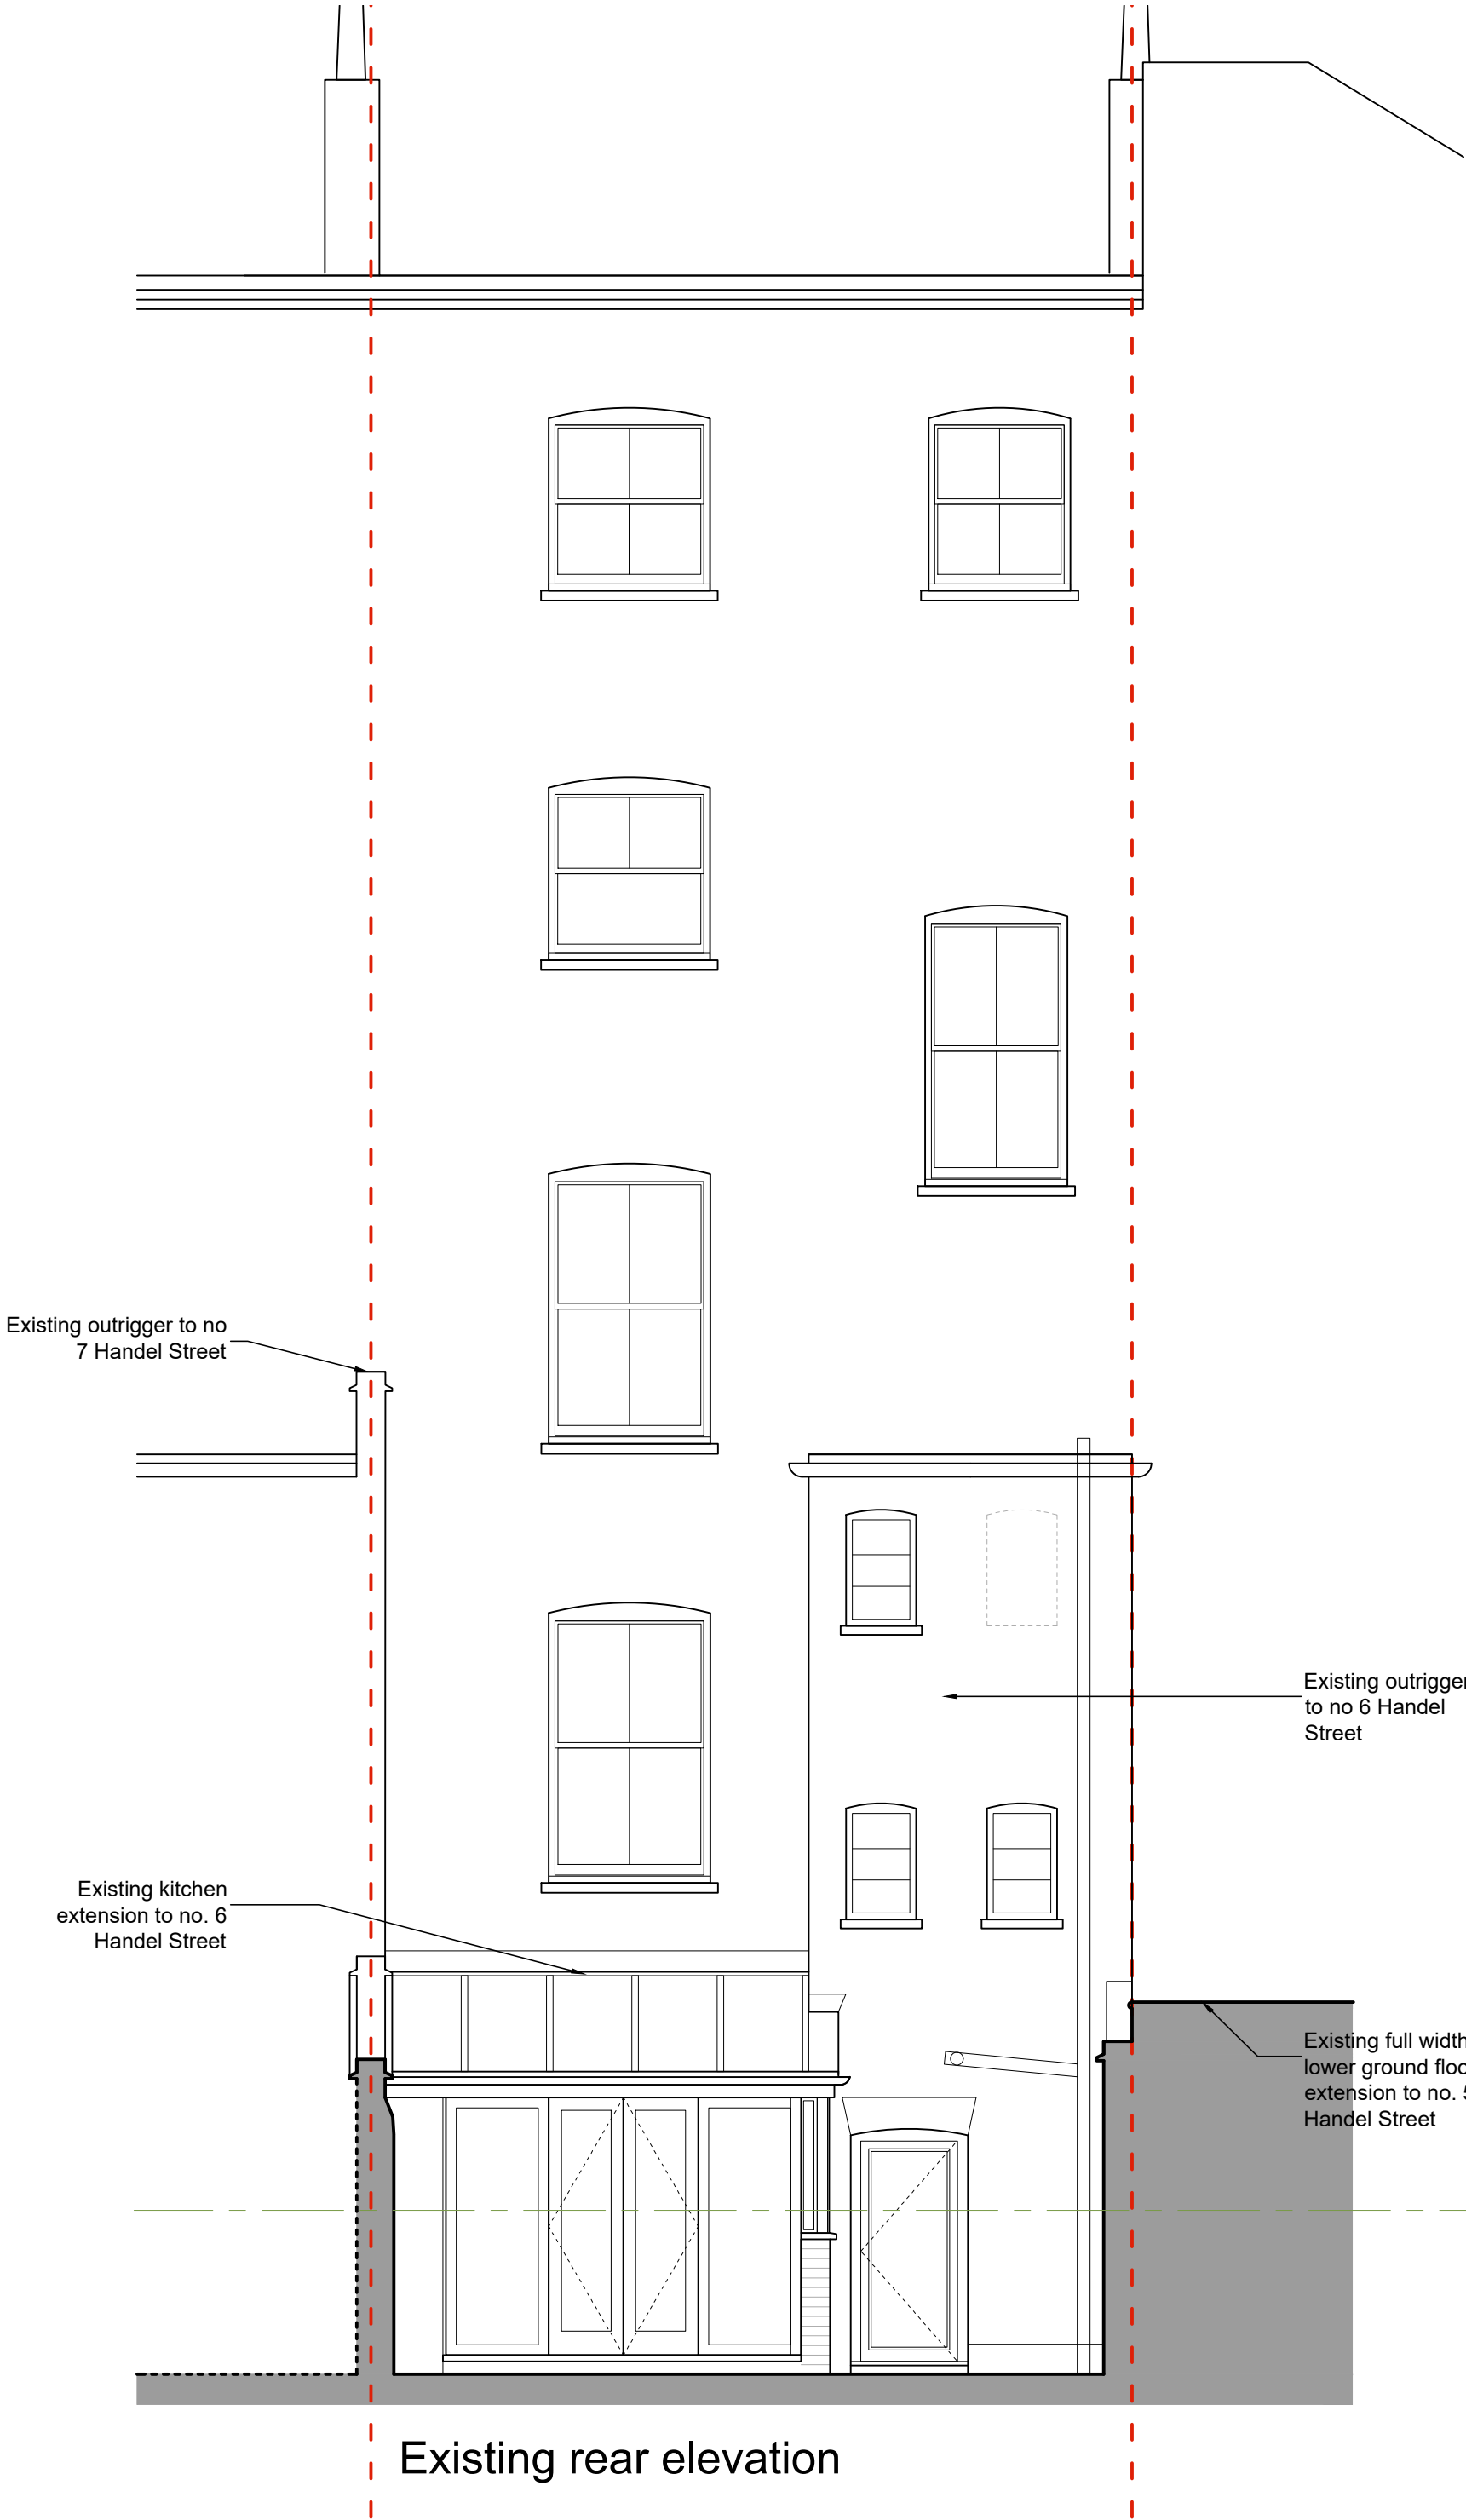 Existing outrigger to no
7 Handel Street
Existing outrigger
to no 6 Handel
Street
Existing kitchen
extension to no. 6
Handel Street
Existing full width
lower ground
extension to no.
Handel Street
Existing rear elevation